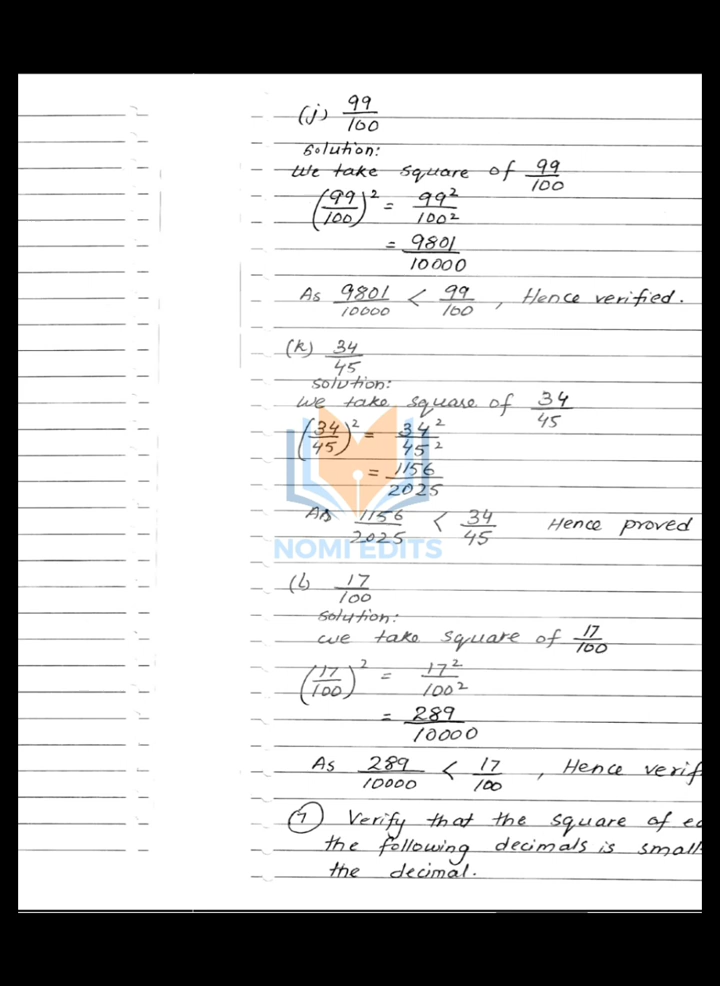 (j) 99/100
Solution:
We take square of 99/100
(99/100)² = 99²/100²
= 9801/10000
As 9801/10000 < 99/100, Hence verified.
(k) 34/45
Solution:
We take square of 34/45
(34/45)² = 34²/45²
= 1156/2025
As 1156/2025 < 34/45 Hence proved
NOMI EDITS
(l) 17/100
Solution:
we take square of 17/100
(17/100)² = 17²/100²
= 289/10000
As 289/10000 < 17/100, Hence verif
7 Verify that the square of ea
the following decimals is small
the decimal.